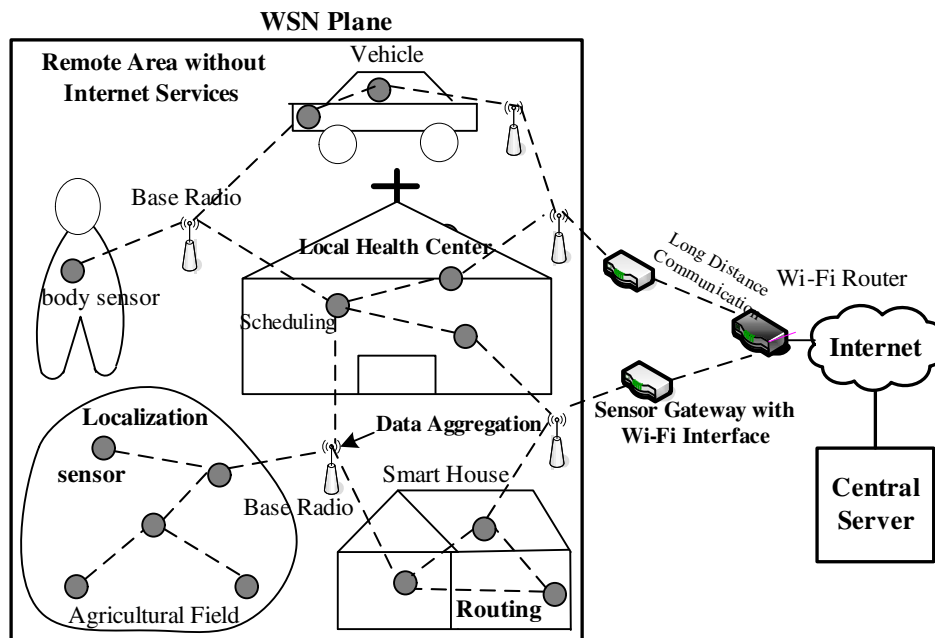 WSN Plane
Remote Area without
Internet Services
Vehicle
Base Radio
Local Health Center
body sensor
Scheduling
Long Distance
Communication
Wi-Fi Router
Internet
Localization
sensor
Data Aggregation
Sensor Gateway with
Wi-Fi Interface
Smart House
Base Radio
Central
Server
Routing
Agricultural Field